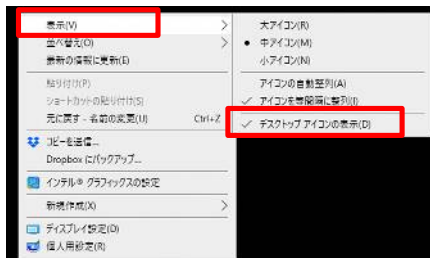 表示(V)
並べ替え(O)
最新の情報に更新(E)
貼り付け(P)
ショートカットの貼り付け(S)
元に戻す - 名前の変更(U) Ctrl+Z
コピーを送信...
Dropbox にバックアップ...
インテル® グラフィックスの設定
新規作成(X)
ディスプレイ設定(D)
個人用設定(R)
大アイコン(R)
中アイコン(M)
小アイコン(N)
アイコンの自動整列(A)
アイコンを等間隔に整列(I)
デスクトップ アイコンの表示(D)